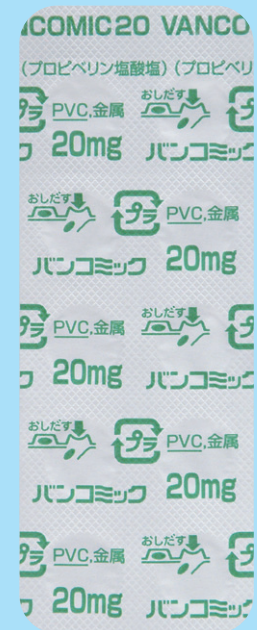 NCOMIC20 VANCO
(プロピベリン塩酸塩) (プロピベリ
プラ PVC,金属 おしだす
20mg バンコミック
おしだす プラ PVC,金属
バンコミック 20mg
プラ PVC,金属 おしだす
20mg バンコミック
おしだす プラ PVC,金属
バンコミック 20mg
プラ PVC,金属 おしだす
20mg バンコミック